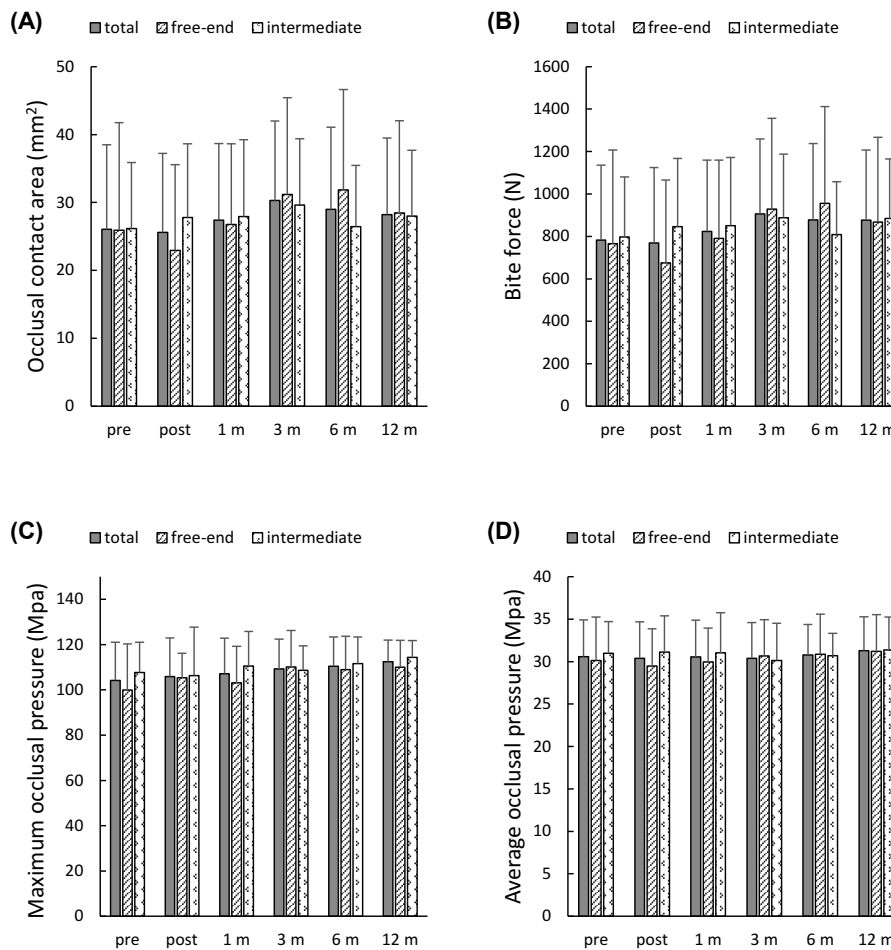 (A)
total free-end intermediate
Occlusal contact area (mm²)
50
40
30
20
10
0
pre post 1 m 3 m 6 m 12 m
(B)
total free-end intermediate
Bite force (N)
1600
1400
1200
1000
800
600
400
200
0
pre post 1 m 3 m 6 m 12 m
(C)
total free-end intermediate
Maximum occlusal pressure (Mpa)
140
120
100
80
60
40
20
0
pre post 1 m 3 m 6 m 12 m
(D)
total free-end intermediate
Average occlusal pressure (Mpa)
40
35
30
25
20
15
10
5
0
pre post 1 m 3 m 6 m 12 m